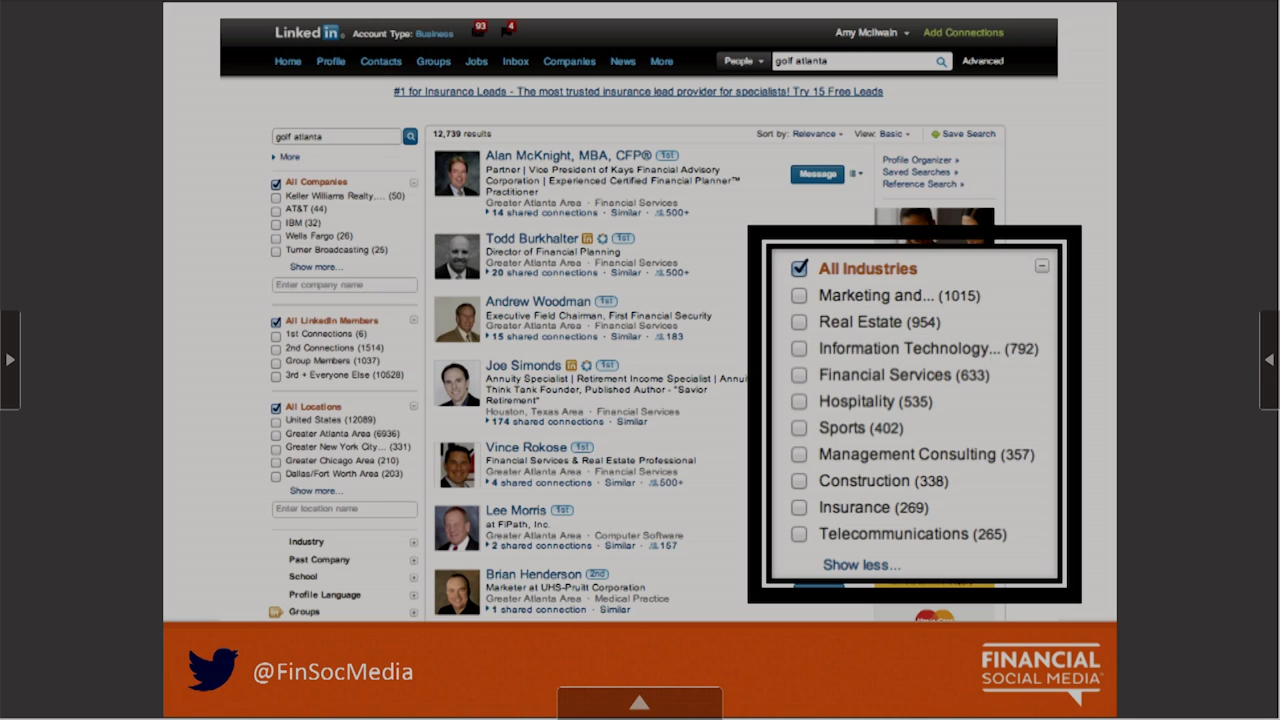 Linked in
Account Type: Business
93
4
Amy McIlwain
Add Connections
Home Profile Contacts Groups Jobs Inbox Companies News More
People
golf atlanta
Advanced
#1 for Insurance Leads - The most trusted insurance lead provider for specialists! Try 15 Free Leads
golf atlanta
More
All Companies
Keller Williams Realty,... (50)
AT&T (44)
IBM (32)
Wells Fargo (26)
Turner Broadcasting (25)
Show more...
Enter company name
All LinkedIn Members
1st Connections (6)
2nd Connections (1514)
Group Members (1037)
3rd + Everyone Else (10528)
All Locations
United States (12089)
Greater Atlanta Area (6936)
Greater New York City... (331)
Greater Chicago Area (210)
Dallas/Fort Worth Area (203)
Show more...
Enter location name
Industry
Past Company
School
Profile Language
Groups
12,739 results
Sort by: Relevance
View: Basic
Save Search
Alan McKnight, MBA, CFP® 1st
Partner | Vice President of Kays Financial Advisory
Corporation | Experienced Certified Financial Planner™
Practitioner
Greater Atlanta Area · Financial Services
14 shared connections · Similar · 500+
Message
Todd Burkhalter in 1st
Director of Financial Planning
Greater Atlanta Area · Financial Services
20 shared connections · Similar · 500+
Andrew Woodman 1st
Executive Field Chairman, First Financial Security
Greater Atlanta Area · Financial Services
15 shared connections · Similar · 183
Joe Simonds in 1st
Annuity Specialist | Retirement Income Specialist | Annui
Think Tank Founder, Published Author - "Savior
Retirement"
Houston, Texas Area · Financial Services
174 shared connections · Similar
Vince Rokose 1st
Financial Services & Real Estate Professional
Greater Atlanta Area · Financial Services
4 shared connections · Similar · 500+
Lee Morris 1st
at FiPath, Inc.
Greater Atlanta Area · Computer Software
2 shared connections · Similar · 157
Brian Henderson 2nd
Marketer at UHS-Pruitt Corporation
Greater Atlanta Area · Medical Practice
1 shared connection · Similar
Profile Organizer »
Saved Searches »
Reference Search »
All Industries
Marketing and... (1015)
Real Estate (954)
Information Technology... (792)
Financial Services (633)
Hospitality (535)
Sports (402)
Management Consulting (357)
Construction (338)
Insurance (269)
Telecommunications (265)
Show less...
@FinSocMedia
FINANCIAL
SOCIAL MEDIA